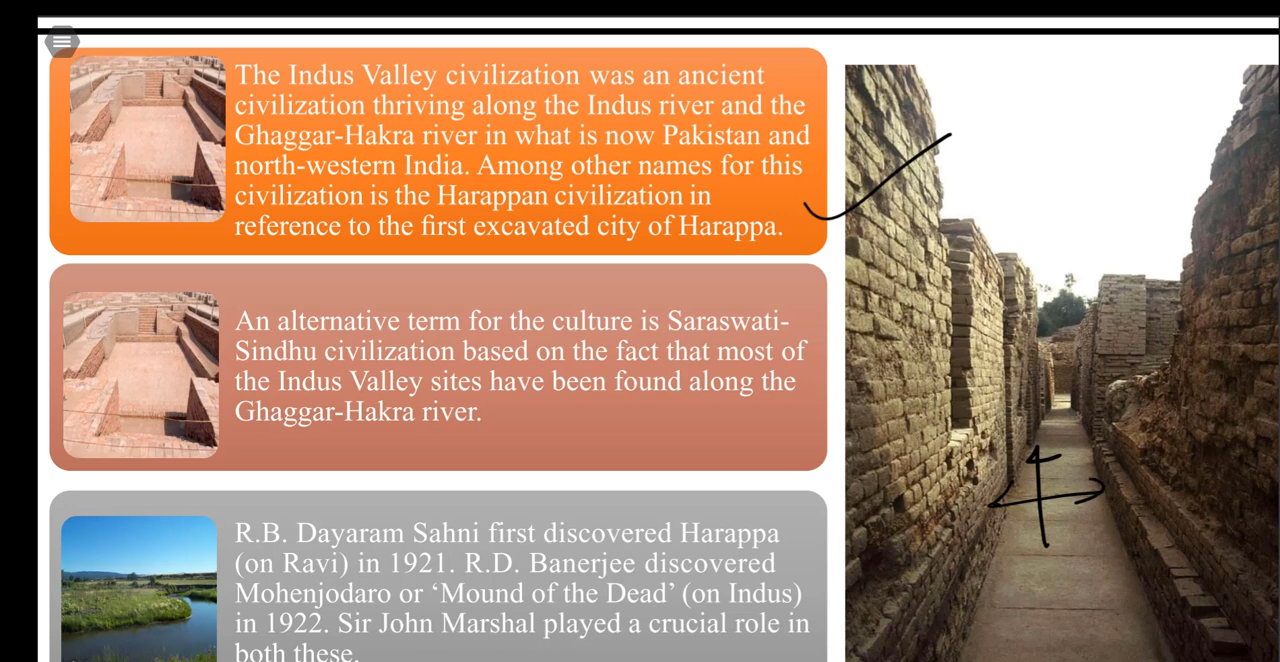 The Indus Valley civilization was an ancient
civilization thriving along the Indus river and the
Ghaggar-Hakra river in what is now Pakistan and
north-western India. Among other names for this
civilization is the Harappan civilization in
reference to the first excavated city of Harappa.
An alternative term for the culture is Saraswati-
Sindhu civilization based on the fact that most of
the Indus Valley sites have been found along the
Ghaggar-Hakra river.
R.B. Dayaram Sahni first discovered Harappa
(on Ravi) in 1921. R.D. Banerjee discovered
Mohenjodaro or ‘Mound of the Dead’ (on Indus)
in 1922. Sir John Marshal played a crucial role in
both these.